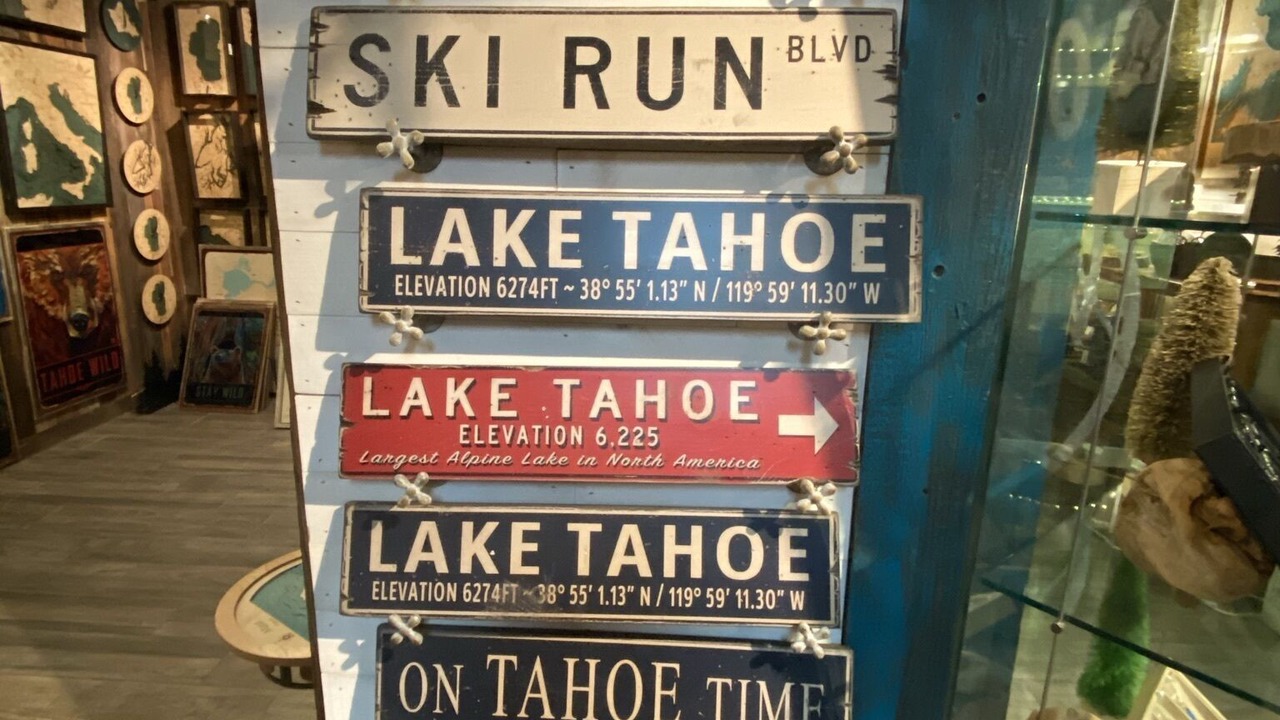 SKI RUN BLVD
LAKE TAHOE
ELEVATION 6274FT ~ 38° 55' 1.13" N / 119° 59' 11.30" W
LAKE TAHOE
ELEVATION 6,225
Largest Alpine Lake in North America
LAKE TAHOE
ELEVATION 6274FT ~ 38° 55' 1.13" N / 119° 59' 11.30" W
ON TAHOE TIME
TAHOE WILD
STAY WILD